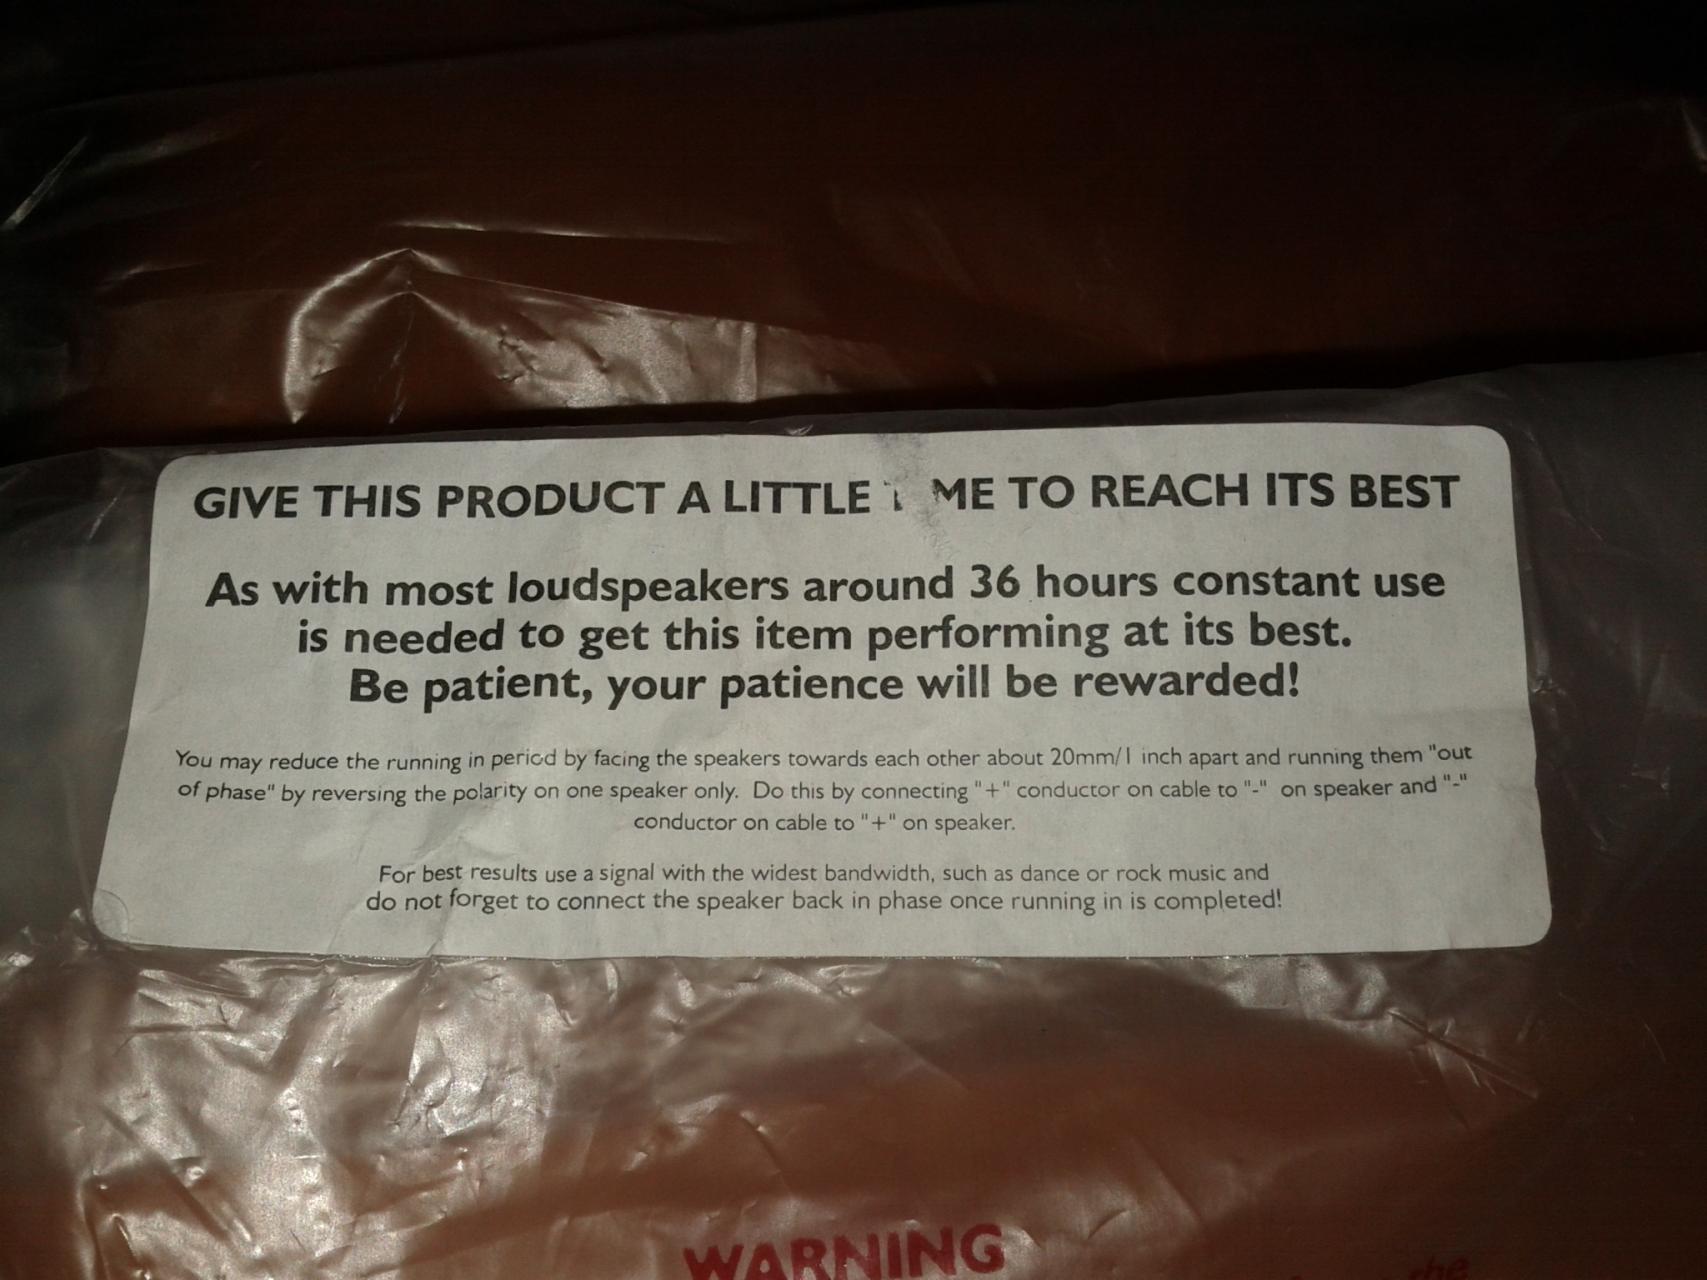 GIVE THIS PRODUCT A LITTLE T ME TO REACH ITS BEST
As with most loudspeakers around 36 hours constant use
is needed to get this item performing at its best.
Be patient, your patience will be rewarded!
You may reduce the running in period by facing the speakers towards each other about 20mm/1 inch apart and running them "out
of phase" by reversing the polarity on one speaker only. Do this by connecting "+" conductor on cable to "-" on speaker and "-"
conductor on cable to "+" on speaker.
For best results use a signal with the widest bandwidth, such as dance or rock music and
do not forget to connect the speaker back in phase once running in is completed!
WARNING
the